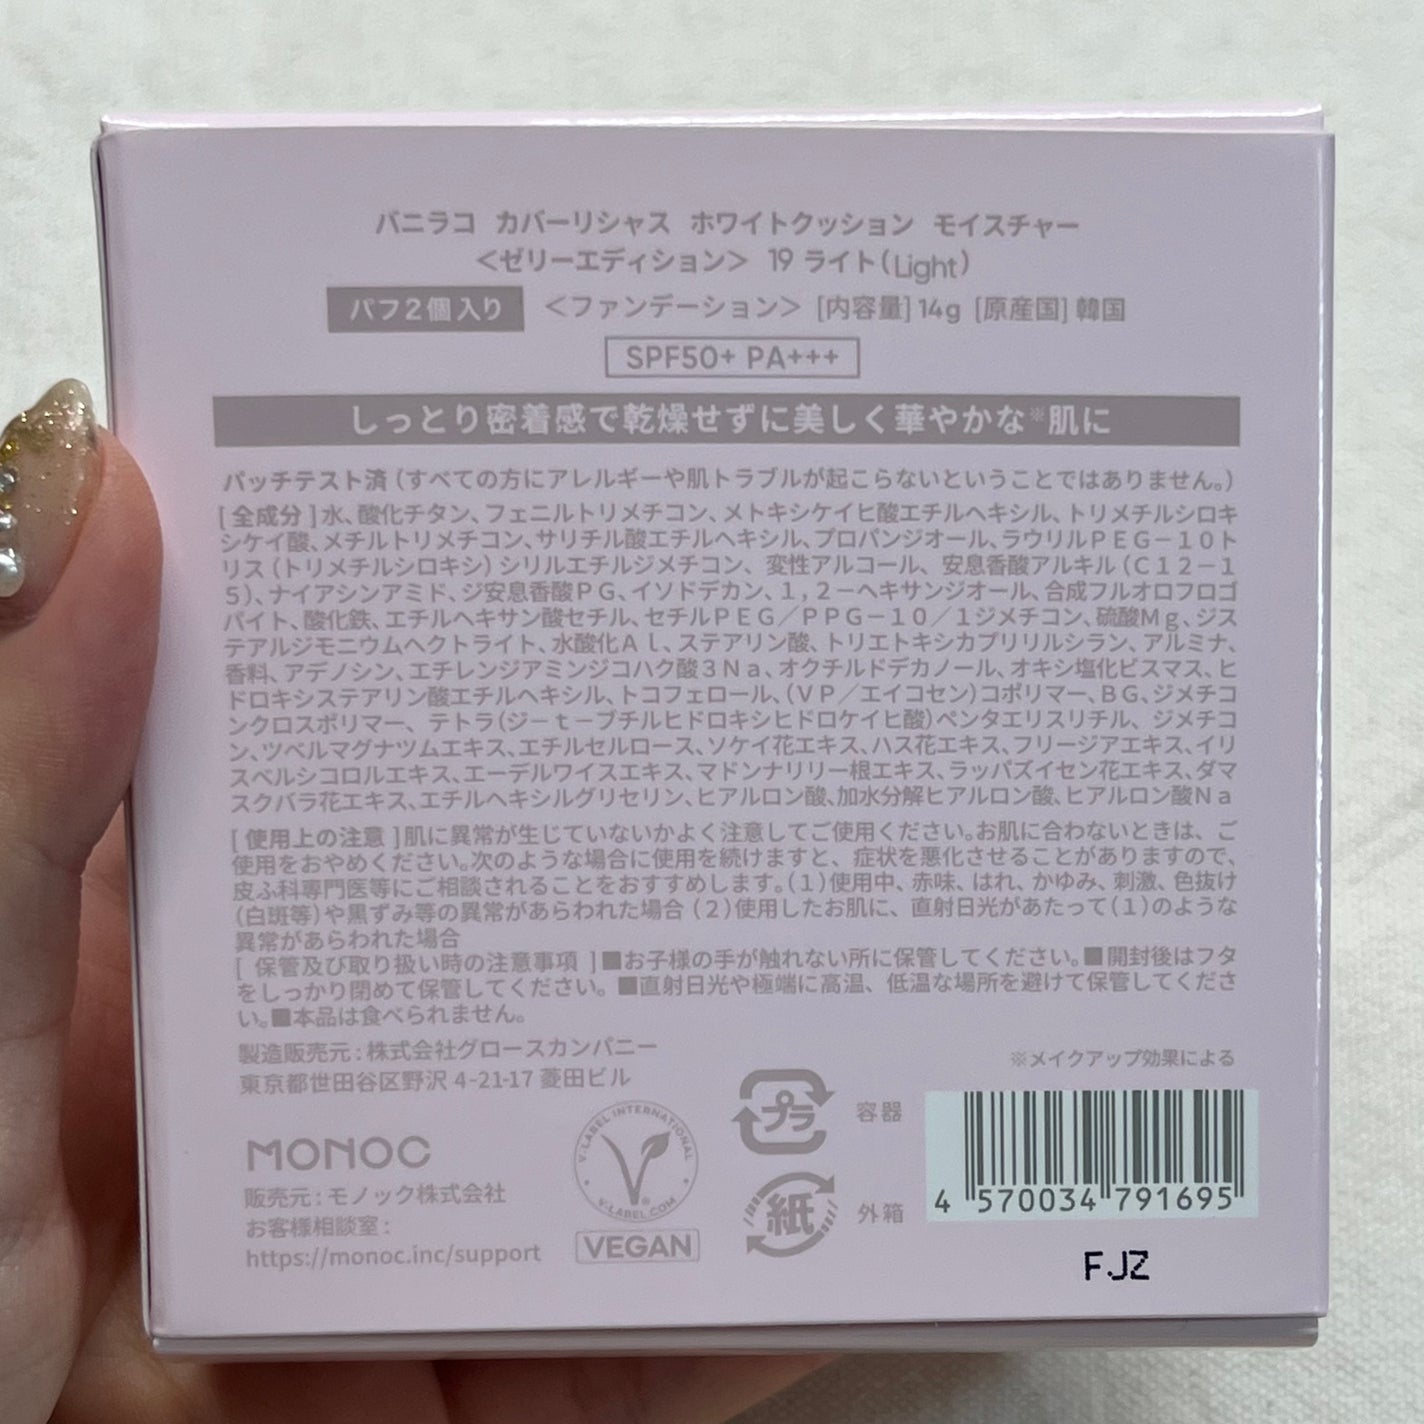 バニラコ カバーリシャス ホワイトクッション モイスチャー
＜ゼリーエディション＞ 19 ライト(Light)
パフ2個入り ＜ファンデーション＞ [内容量] 14g [原産国] 韓国
SPF50+ PA+++
しっとり密着感で乾燥せずに美しく華やかな※肌に
パッチテスト済（すべての方にアレルギーや肌トラブルが起こらないということではありません。）
[ 全成分 ]水、酸化チタン、フェニルトリメチコン、メトキシケイヒ酸エチルヘキシル、トリメチルシロキ
シケイ酸、メチルトリメチコン、サリチル酸エチルヘキシル、プロパンジオール、ラウリルＰＥＧ－１０ト
リス（トリメチルシロキシ）シリルエチルジメチコン、変性アルコール、安息香酸アルキル（Ｃ１２－１
５）、ナイアシンアミド、ジ安息香酸ＰＧ、イソドデカン、１，２－ヘキサンジオール、合成フルオロフロゴ
パイト、酸化鉄、エチルヘキサン酸セチル、セチルＰＥＧ／ＰＰＧ－１０／１ジメチコン、硫酸Ｍｇ、ジス
テアルジモニウムヘクトライト、水酸化Ａｌ、ステアリン酸、トリエトキシカプリリルシラン、アルミナ、
香料、アデノシン、エチレンジアミンジコハク酸３Ｎａ、オクチルドデカノール、オキシ塩化ビスマス、ヒ
ドロキシステアリン酸エチルヘキシル、トコフェロール、（ＶＰ／エイコセン）コポリマー、ＢＧ、ジメチコ
ンクロスポリマー、テトラ（ジ－ｔ－ブチルヒドロキシヒドロケイヒ酸）ペンタエリスリチル、ジメチコ
ン、ツベルマグナツムエキス、エチルセルロース、ソケイ花エキス、ハス花エキス、フリージアエキス、イリ
スベルシコロルエキス、エーデルワイスエキス、マドンナリリー根エキス、ラッパズイセン花エキス、ダマ
スクバラ花エキス、エチルヘキシルグリセリン、ヒアルロン酸、加水分解ヒアルロン酸、ヒアルロン酸Ｎａ
[ 使用上の注意 ]肌に異常が生じていないかよく注意してご使用ください。お肌に合わないときは、ご
使用をおやめください。次のような場合に使用を続けますと、症状を悪化させることがありますので、
皮ふ科専門医等にご相談されることをおすすめします。（１）使用中、赤味、はれ、かゆみ、刺激、色抜け
（白斑等）や黒ずみ等の異常があらわれた場合（２）使用したお肌に、直射日光があたって（１）のような
異常があらわれた場合
[ 保管及び取り扱い時の注意事項 ]■お子様の手が触れない所に保管してください。■開封後はフタ
をしっかり閉めて保管してください。■直射日光や極端に高温、低温な場所を避けて保管してくださ
い。■本品は食べられません。
製造販売元：株式会社グロースカンパニー
東京都世田谷区野沢 4-21-17 菱田ビル
※メイクアップ効果による
MONOC
販売元：モノック株式会社
お客様相談室：
https://monoc.inc/support
V-LABEL INTERNATIONAL
V-LABEL.COM
VEGAN
プラ 容器
紙 外箱
4 570034 791695
FJZ